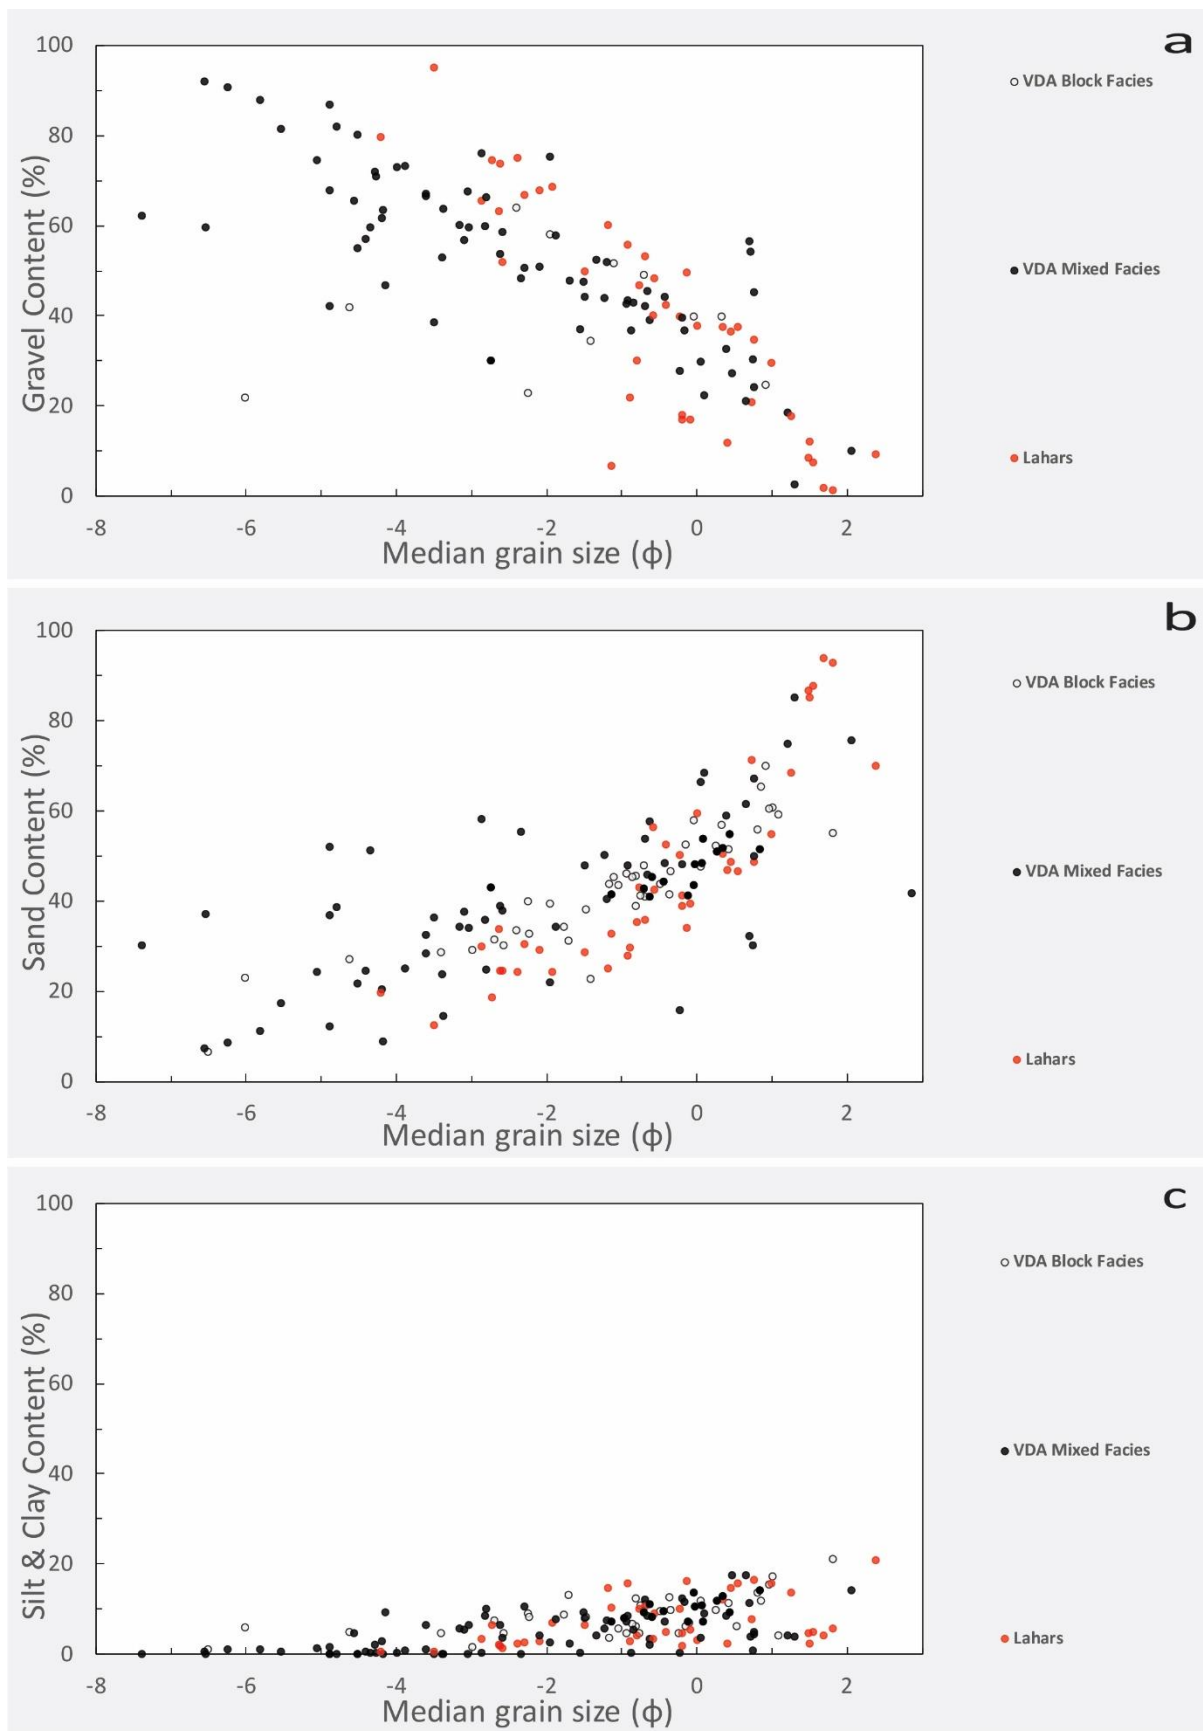 a
100
80
60
40
20
0
Gravel Content (%)
-8 -6 -4 -2 0 2
Median grain size (ϕ)
VDA Block Facies
VDA Mixed Facies
Lahars
b
100
80
60
40
20
0
Sand Content (%)
-8 -6 -4 -2 0 2
Median grain size (ϕ)
VDA Block Facies
VDA Mixed Facies
Lahars
c
100
80
60
40
20
0
Silt & Clay Content (%)
-8 -6 -4 -2 0 2
Median grain size (ϕ)
VDA Block Facies
VDA Mixed Facies
Lahars